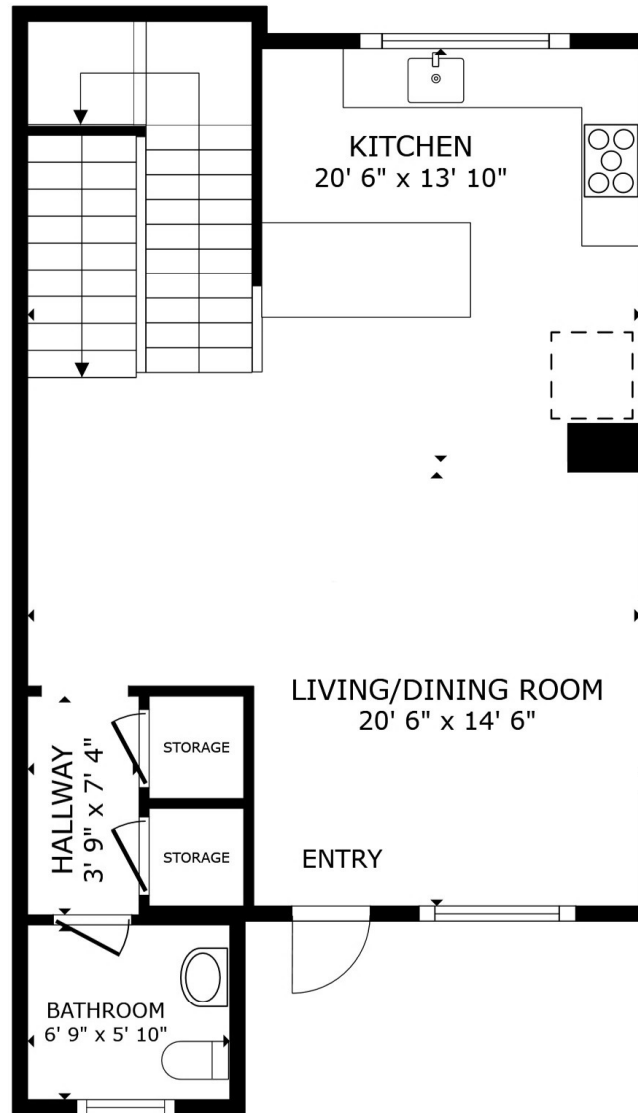 KITCHEN
20' 6" x 13' 10"
LIVING/DINING ROOM
20' 6" x 14' 6"
HALLWAY
3' 9" x 7' 4"
STORAGE
STORAGE
ENTRY
BATHROOM
6' 9" x 5' 10"